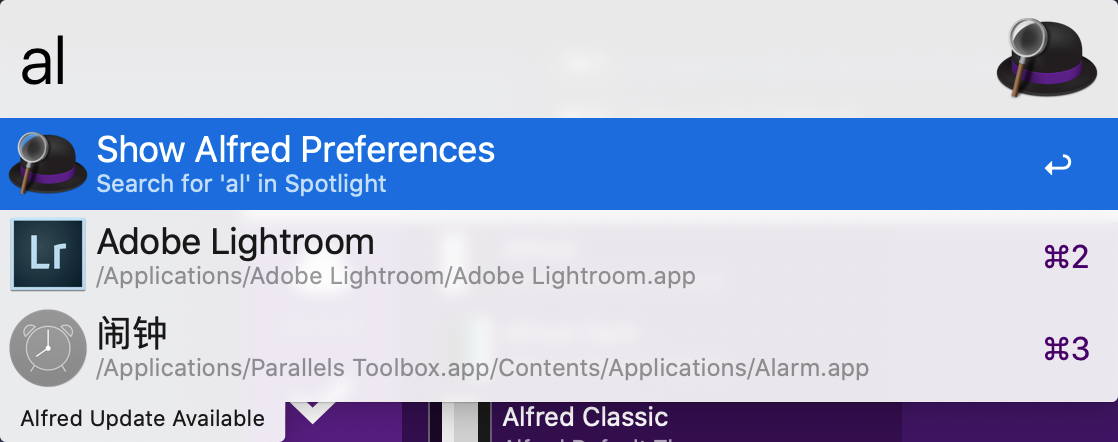 al
Show Alfred Preferences
Search for 'al' in Spotlight
Lr
Adobe Lightroom
/Applications/Adobe Lightroom/Adobe Lightroom.app
⌘2
闹钟
/Applications/Parallels Toolbox.app/Contents/Applications/Alarm.app
⌘3
Alfred Update Available
Alfred Classic